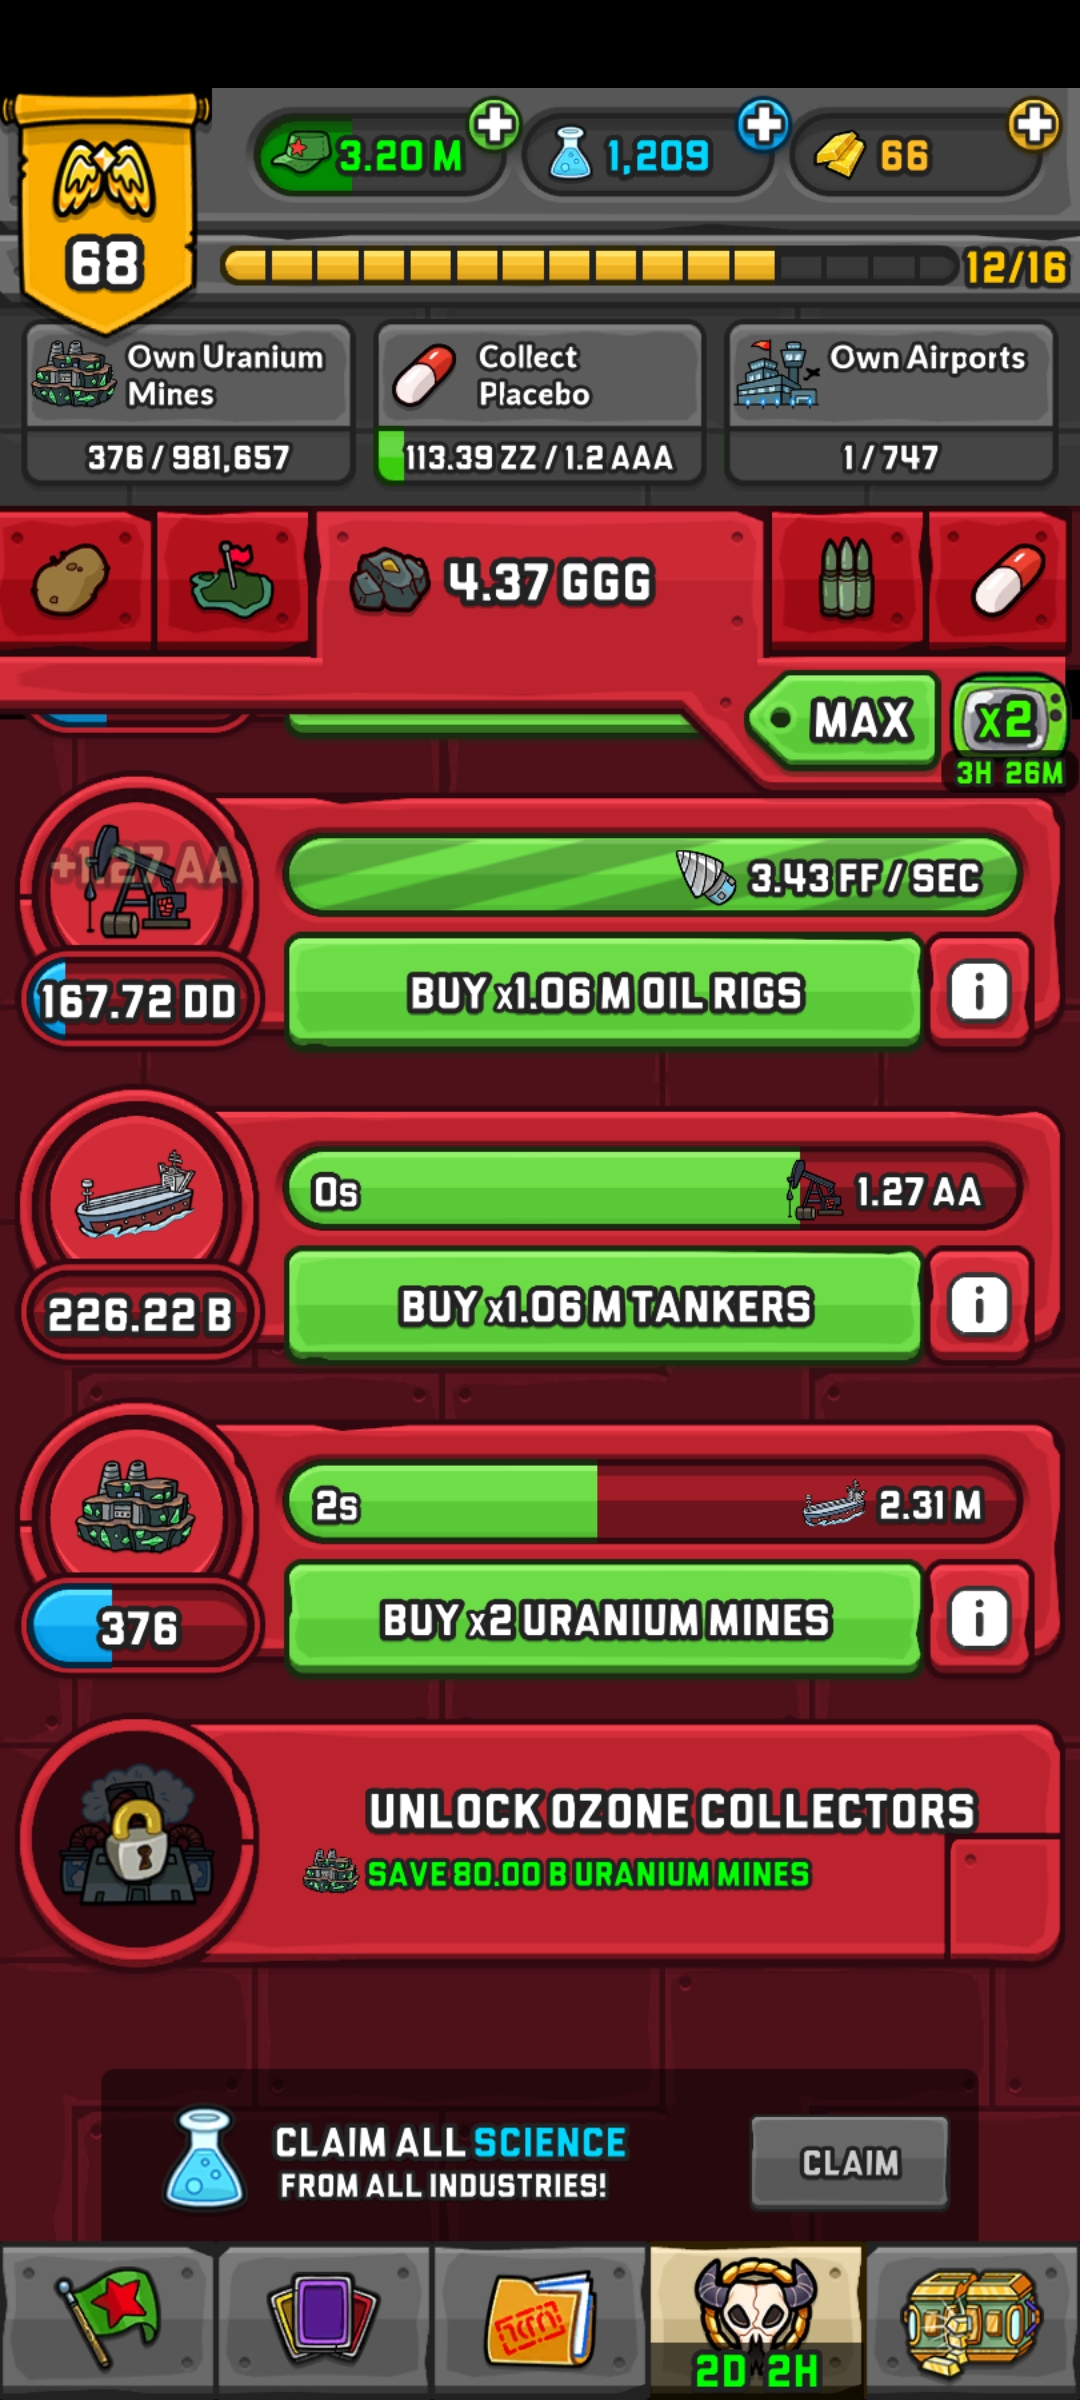 3.20 M
1,209
66
68
12/16
Own Uranium
Mines
376 / 981,657
Collect
Placebo
113.39 ZZ / 1.2 AAA
Own Airports
1 / 747
4.37 GGG
MAX
x2
3H 26M
+1.27 AA
3.43 FF / SEC
167.72 DD
BUY x1.06 M OIL RIGS
i
0s
1.27 AA
226.22 B
BUY x1.06 M TANKERS
i
2s
2.31 M
376
BUY x2 URANIUM MINES
i
UNLOCK OZONE COLLECTORS
SAVE 80.00 B URANIUM MINES
CLAIM ALL SCIENCE
FROM ALL INDUSTRIES!
CLAIM
2D 2H